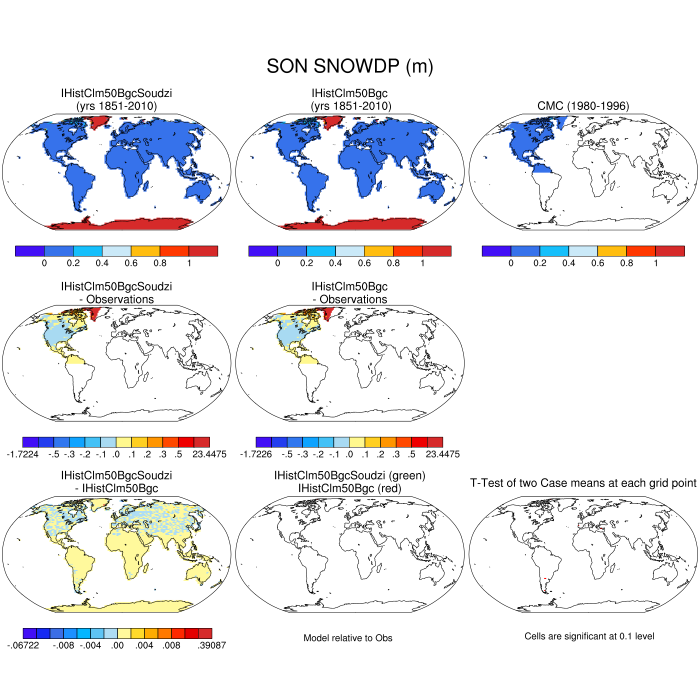 SON SNOWDP (m)
IHistClm50BgcSoudzi
(yrs 1851-2010)
IHistClm50Bgc
(yrs 1851-2010)
CMC (1980-1996)
0 0.2 0.4 0.6 0.8 1
0 0.2 0.4 0.6 0.8 1
0 0.2 0.4 0.6 0.8 1
IHistClm50BgcSoudzi
- Observations
IHistClm50Bgc
- Observations
-1.7224 -.5 -.3 -.2 -.1 .0 .1 .2 .3 .5 23.4475
-1.7226 -.5 -.3 -.2 -.1 .0 .1 .2 .3 .5 23.4475
IHistClm50BgcSoudzi
- IHistClm50Bgc
IHistClm50BgcSoudzi (green)
IHistClm50Bgc (red)
T-Test of two Case means at each grid point
-.06722 -.008 -.004 .00 .004 .008 .39087
Model relative to Obs
Cells are significant at 0.1 level